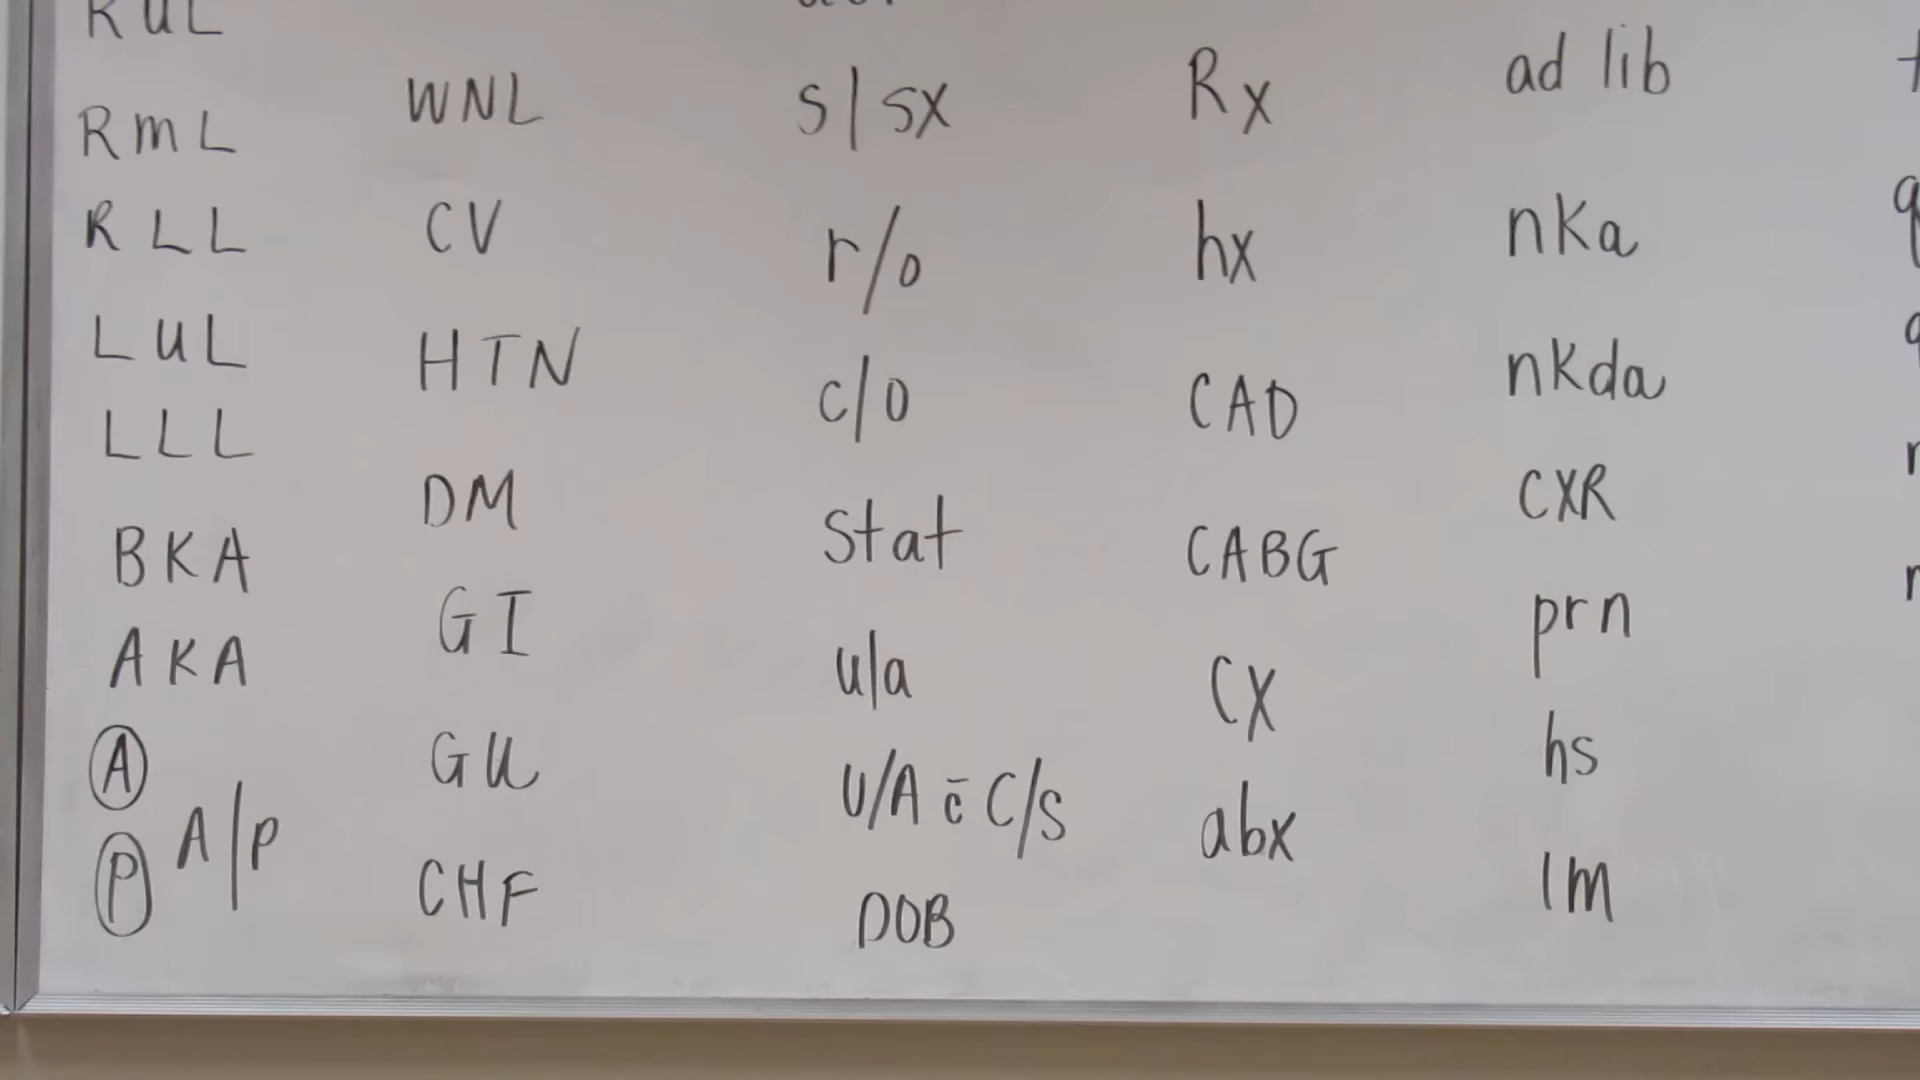 RUL
RmL
RLL
LUL
LLL
BKA
AKA
A
P
A/P
WNL
CV
HTN
DM
GI
GU
CHF
s/sx
r/o
c/o
Stat
u/a
U/A c̄ C/S
DOB
Rx
hx
CAD
CABG
CX
abx
ad lib
nKa
nKda
CXR
prn
hs
IM